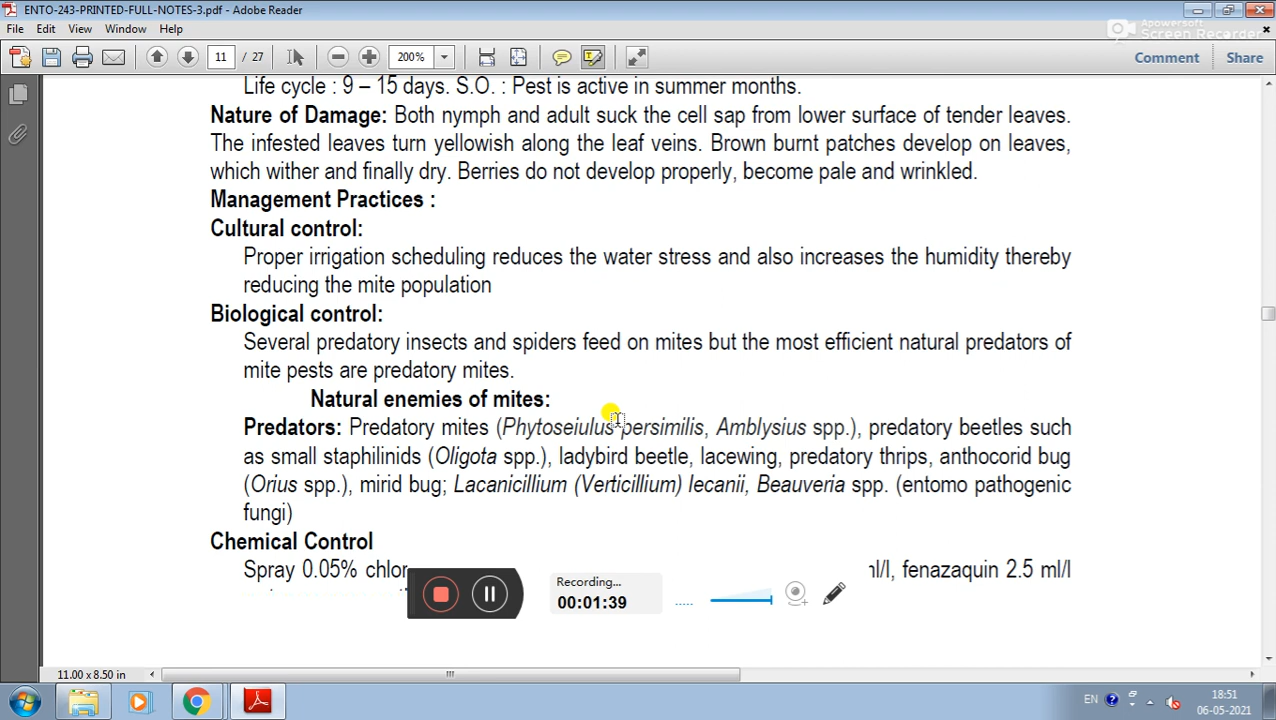 ENTO-243-PRINTED-FULL-NOTES-3.pdf - Adobe Reader
File Edit View Window Help
Apowersoft
Screen Recorder
11 / 27 200% Comment Share
Life cycle : 9 – 15 days. S.O. : Pest is active in summer months.
Nature of Damage: Both nymph and adult suck the cell sap from lower surface of tender leaves.
The infested leaves turn yellowish along the leaf veins. Brown burnt patches develop on leaves,
which wither and finally dry. Berries do not develop properly, become pale and wrinkled.
Management Practices :
Cultural control:
Proper irrigation scheduling reduces the water stress and also increases the humidity thereby
reducing the mite population
Biological control:
Several predatory insects and spiders feed on mites but the most efficient natural predators of
mite pests are predatory mites.
Natural enemies of mites:
Predators: Predatory mites (Phytoseiulus persimilis, Amblysius spp.), predatory beetles such
as small staphilinids (Oligota spp.), ladybird beetle, lacewing, predatory thrips, anthocorid bug
(Orius spp.), mirid bug; Lacanicillium (Verticillium) lecanii, Beauveria spp. (entomo pathogenic
fungi)
Chemical Control
Spray 0.05% chlor ml/l, fenazaquin 2.5 ml/l
Recording...
00:01:39
11.00 x 8.50 in
EN 18:51
06-05-2021